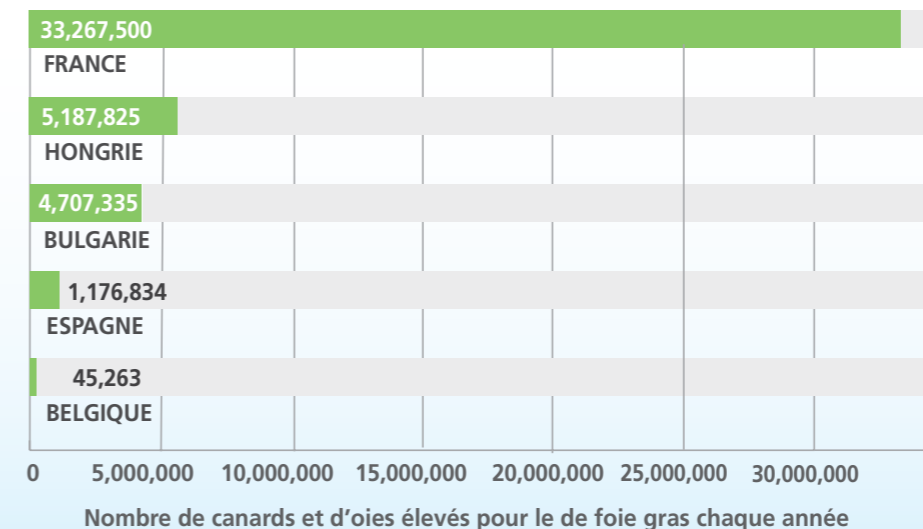 33,267,500
FRANCE
5,187,825
HONGRIE
4,707,335
BULGARIE
1,176,834
ESPAGNE
45,263
BELGIQUE
0 5,000,000 10,000,000 15,000,000 20,000,000 25,000,000 30,000,000
Nombre de canards et d'oies élevés pour le de foie gras chaque année